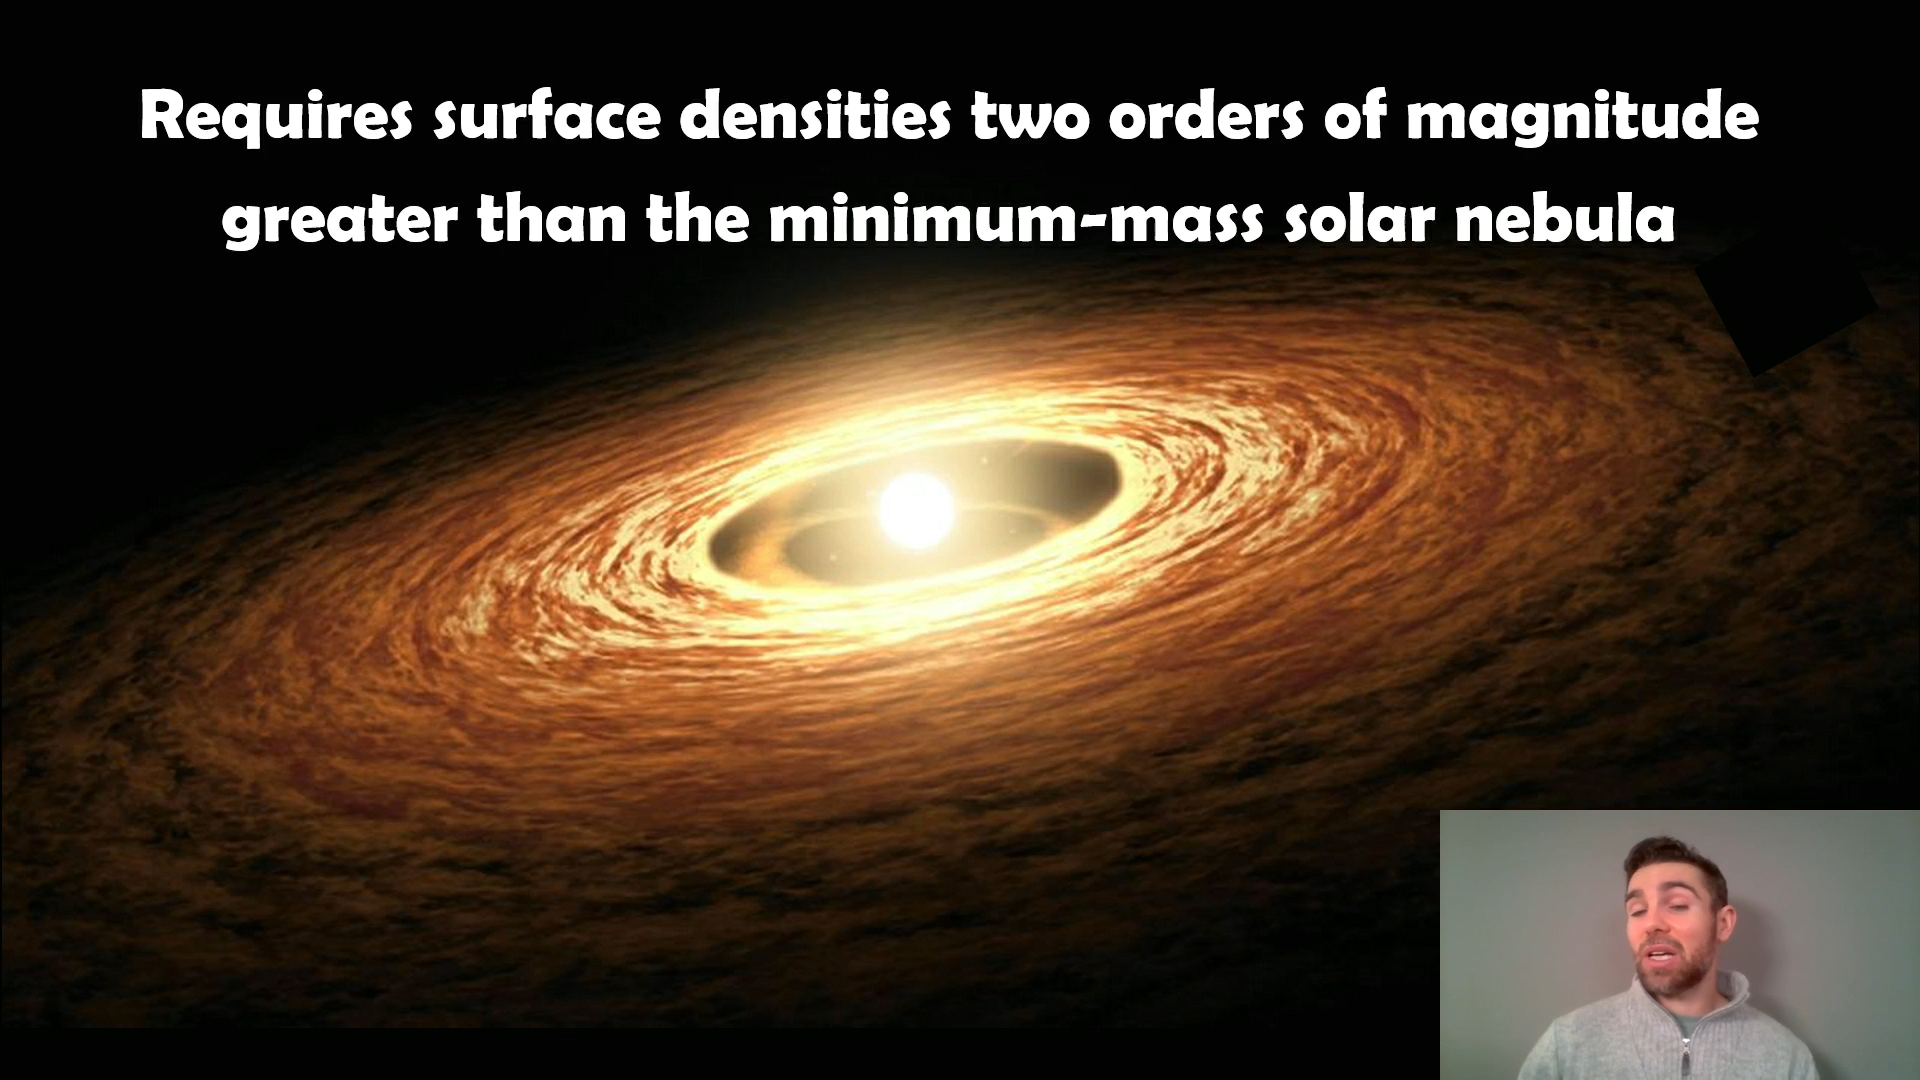 Requires surface densities two orders of magnitude
greater than the minimum-mass solar nebula